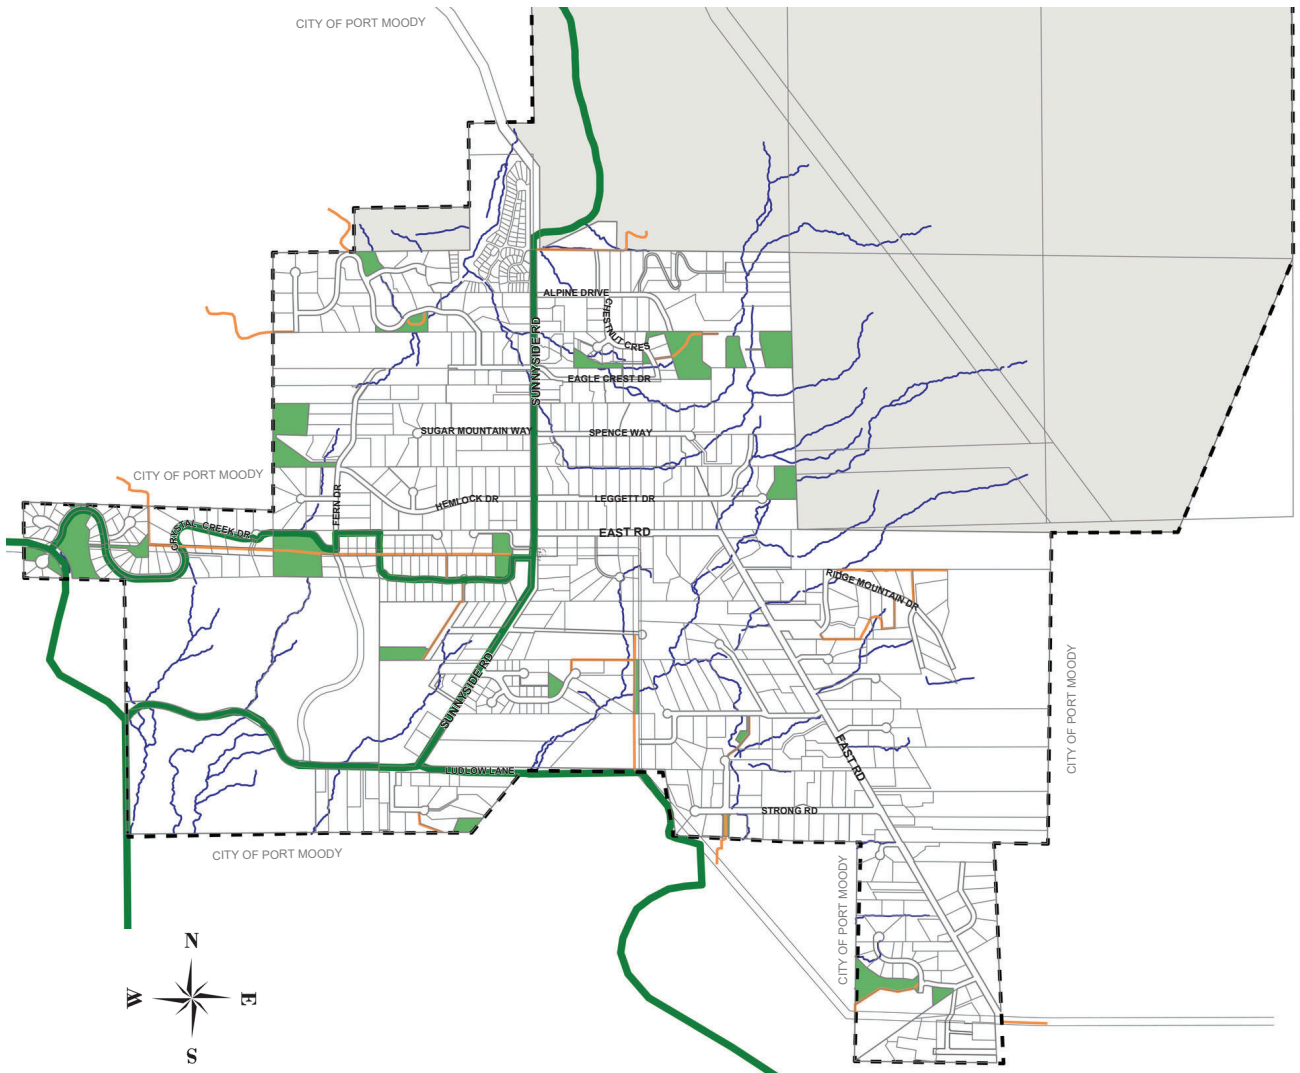 CITY OF PORT MOODY
ALPINE DRIVE
CHESTNUT CRES
SUNNYSIDE RD
EAGLE CREST DR
SUGAR MOUNTAIN WAY
SPENCE WAY
CITY OF PORT MOODY
HEMLOCK DR
LEGGETT DR
FERN DR
CRYSTAL CREEK DR
EAST RD
RIDGE MOUNTAIN DR
SUNNYSIDE RD
CITY OF PORT MOODY
EAST RD
LUDLOW LANE
STRONG RD
CITY OF PORT MOODY
CITY OF PORT MOODY
N
W
E
S